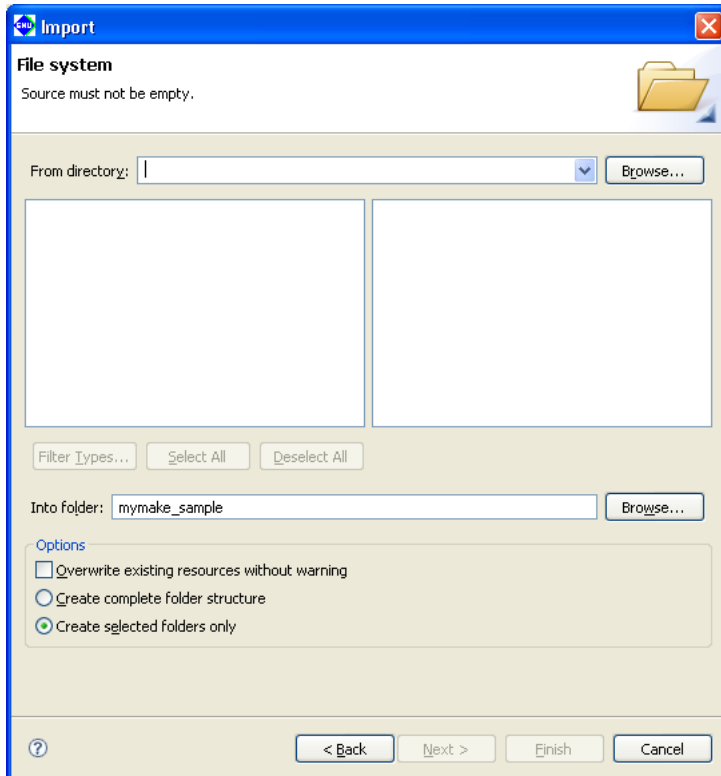 GNU Import
File system
Source must not be empty.
From directory: Browse...
Filter Types... Select All Deselect All
Into folder: mymake_sample Browse...
Options
Overwrite existing resources without warning
Create complete folder structure
Create selected folders only
? < Back Next > Finish Cancel